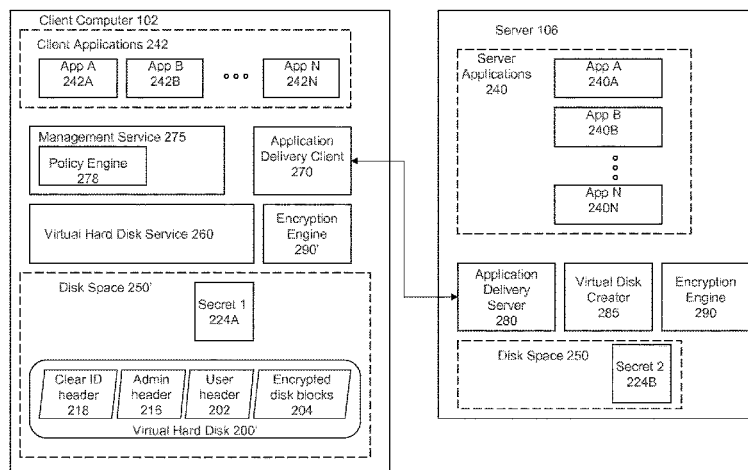 Client Computer 102
Client Applications 242
App A
242A
App B
242B
App N
242N
Management Service 275
Policy Engine
278
Application
Delivery Client
270
Virtual Hard Disk Service 260
Encryption
Engine
290'
Disk Space 250'
Secret 1
224A
Clear ID
header
218
Admin
header
216
User
header
202
Encrypted
disk blocks
204
Virtual Hard Disk 200'
Server 106
Server
Applications
240
App A
240A
App B
240B
App N
240N
Application
Delivery
Server
280
Virtual Disk
Creator
285
Encryption
Engine
290
Disk Space 250
Secret 2
224B